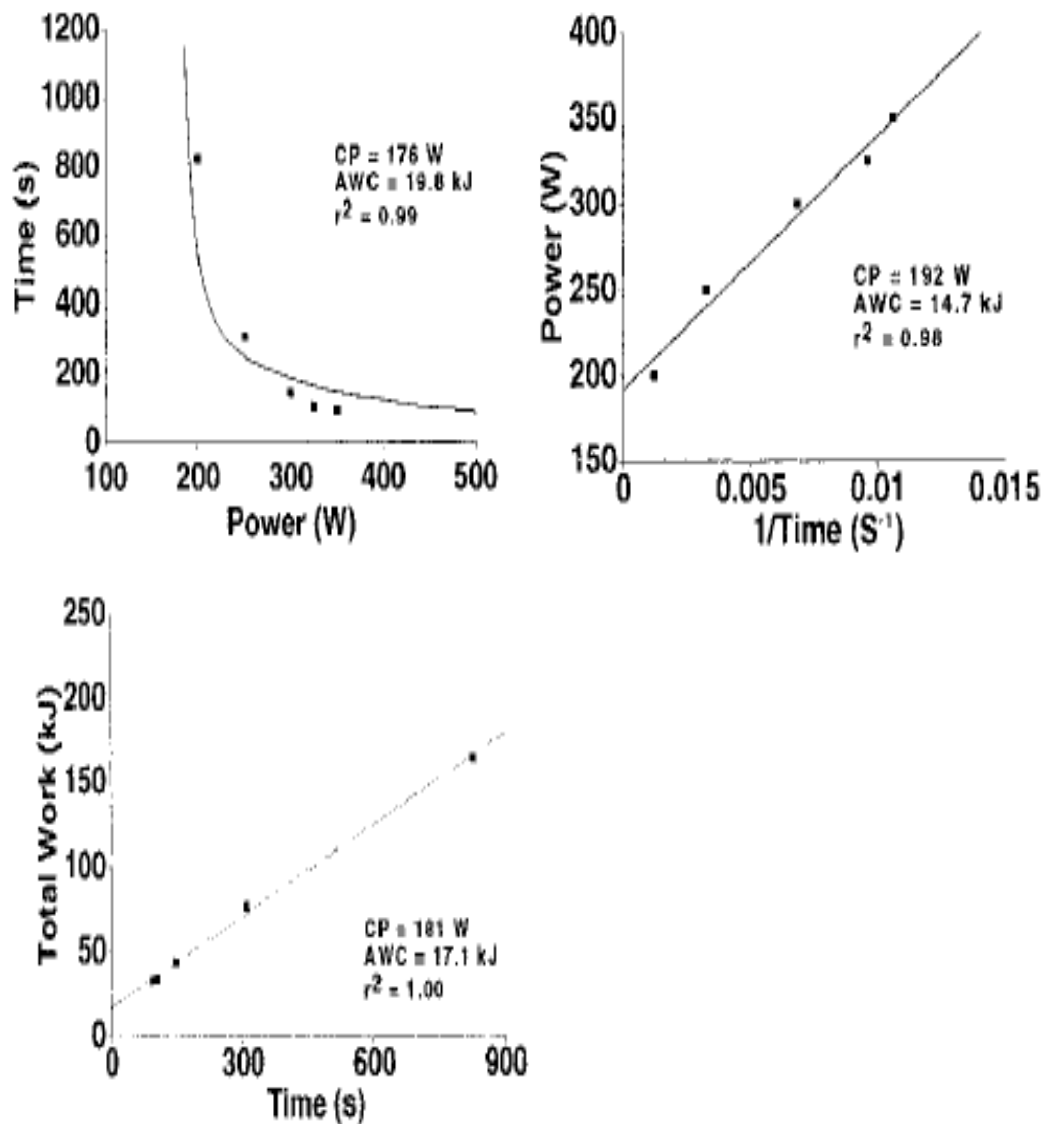 1200
1000
800
600
400
200
0
Time (s)
100 200 300 400 500
Power (W)
CP = 176 W
AWC = 19.8 kJ
r² = 0.99
400
350
300
250
200
150
Power (W)
0 0.005 0.01 0.015
1/Time (S⁻¹)
CP = 192 W
AWC = 14.7 kJ
r² = 0.98
250
200
150
100
50
0
Total Work (kJ)
0 300 600 900
Time (s)
CP = 181 W
AWC = 17.1 kJ
r² = 1.00